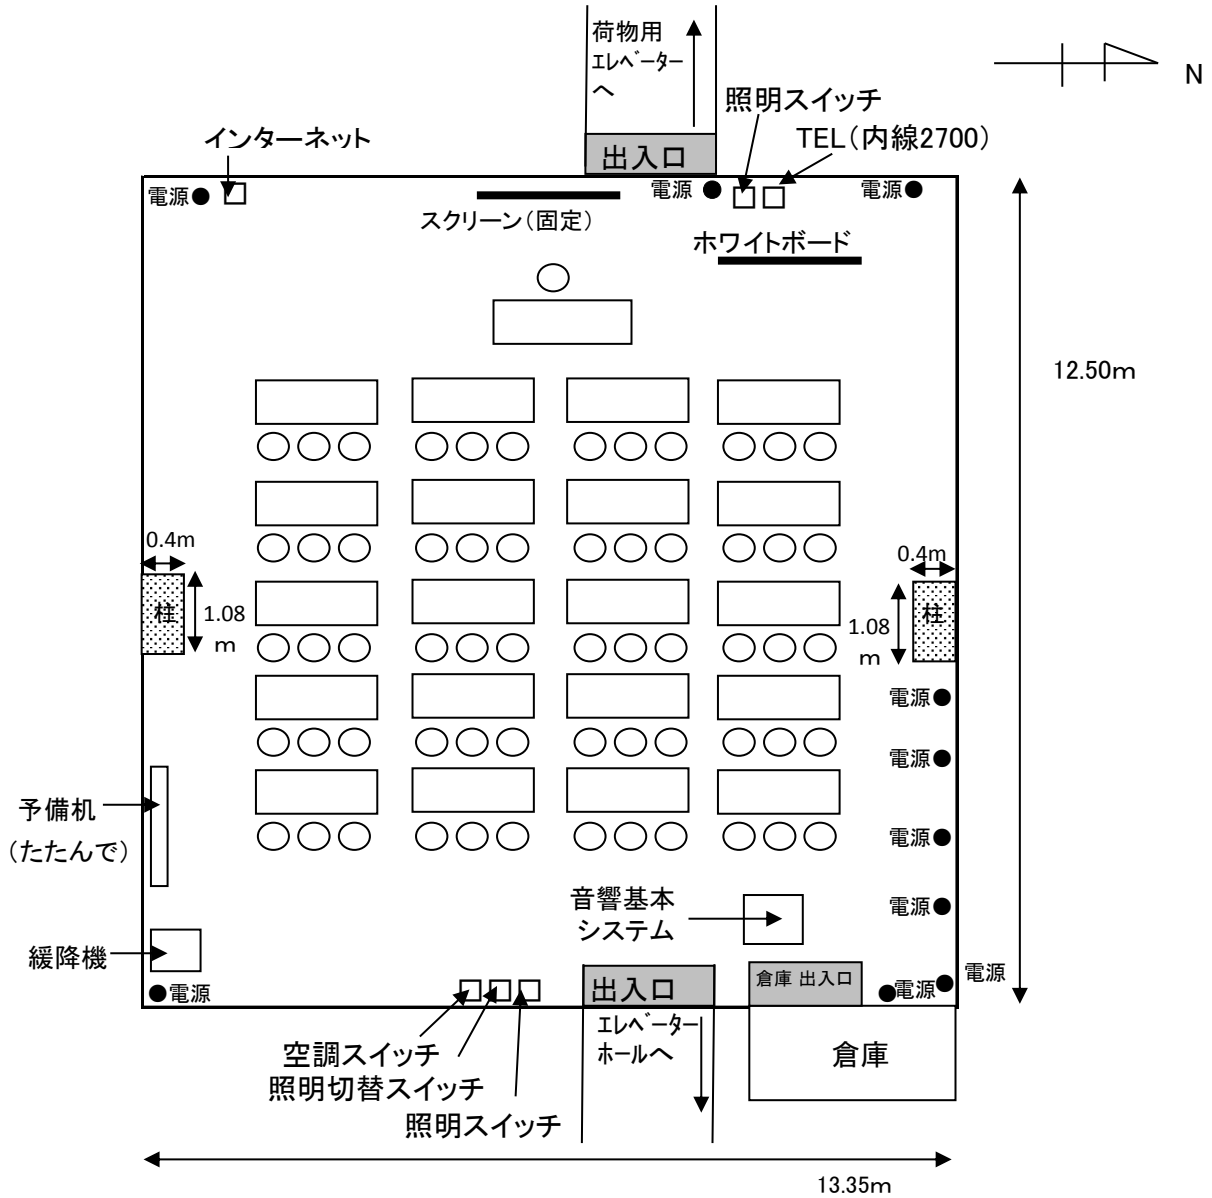 荷物用
エレベーター
へ
N
照明スイッチ
TEL(内線2700)
インターネット
出入口
電源
電源
電源
スクリーン(固定)
ホワイトボード
12.50m
0.4m
0.4m
柱
1.08
m
柱
1.08
m
電源
電源
予備机
(たたんで)
電源
音響基本
システム
電源
緩降機
電源
出入口
倉庫 出入口
電源
電源
エレベーター
ホールへ
倉庫
空調スイッチ
照明切替スイッチ
照明スイッチ
13.35m